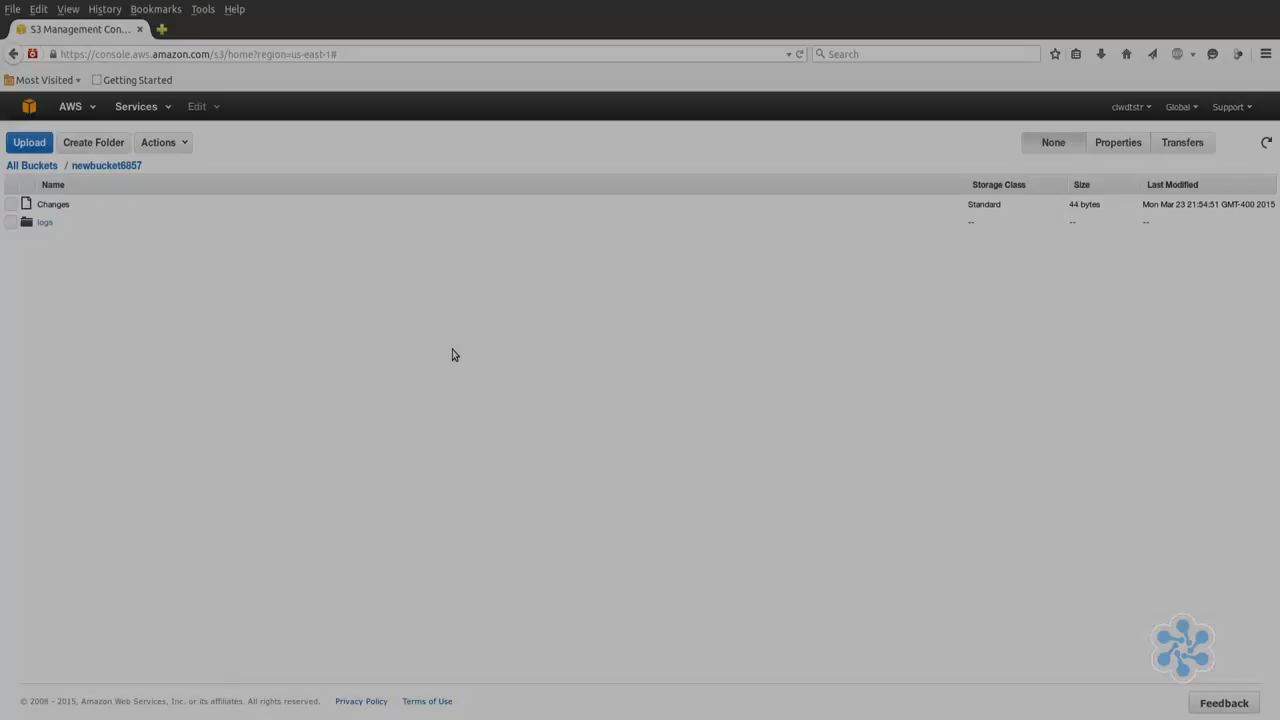 File Edit View History Bookmarks Tools Help
S3 Management Con...
https://console.aws.amazon.com/s3/home?region=us-east-1#
Search
Most Visited
Getting Started
AWS Services Edit clwdtstr Global Support
Upload Create Folder Actions None Properties Transfers
All Buckets / newbucket6857
Name Storage Class Size Last Modified
Changes Standard 44 bytes Mon Mar 23 21:54:51 GMT-400 2015
logs -- -- --
© 2008 - 2015, Amazon Web Services, Inc. or its affiliates. All rights reserved. Privacy Policy Terms of Use
Feedback